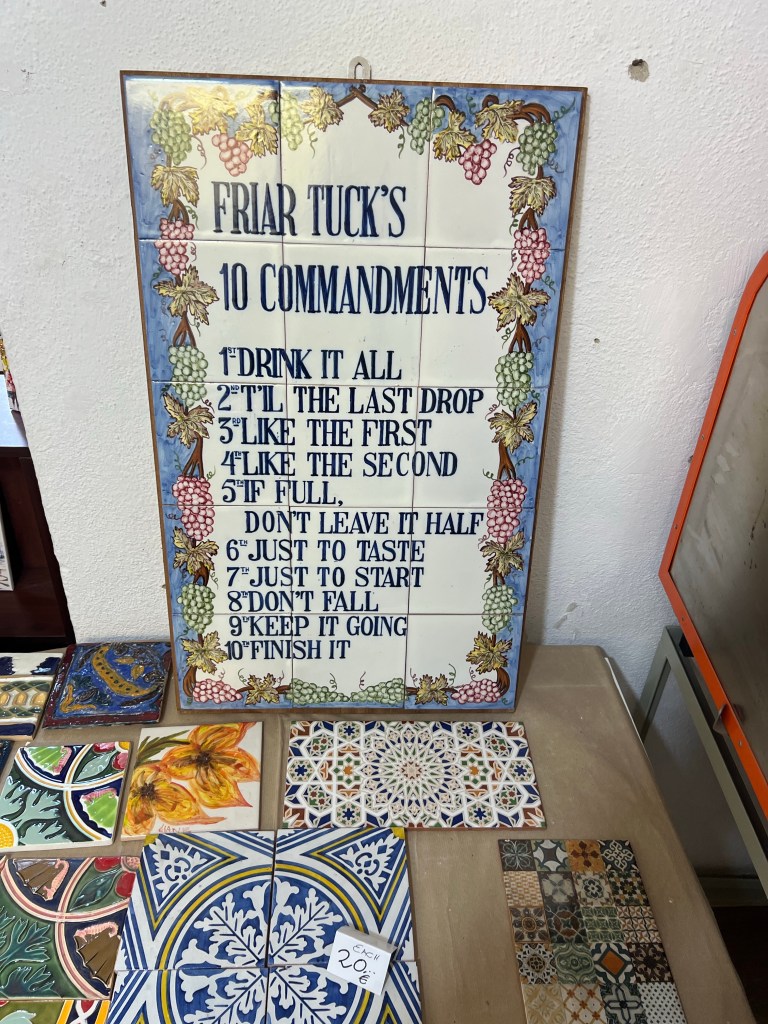 FRIAR TUCK'S
10 COMMANDMENTS
1ST DRINK IT ALL
2ND T'IL THE LAST DROP
3RD LIKE THE FIRST
4TH LIKE THE SECOND
5TH IF FULL,
DON'T LEAVE IT HALF
6TH JUST TO TASTE
7TH JUST TO START
8TH DON'T FALL
9TH KEEP IT GOING
10TH FINISH IT
EACH
20..
€